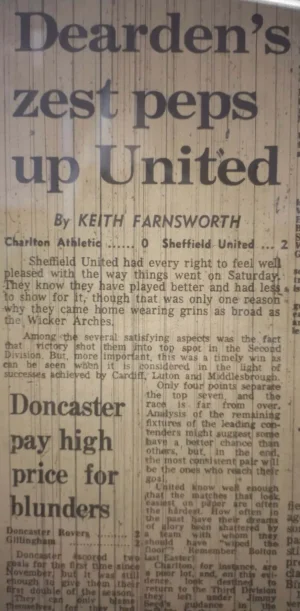 Dearden's
zest peps
up United
By KEITH FARNSWORTH
Charlton Athletic ...... 0 Sheffield United ... 2
Sheffield United had every right to feel well
pleased with the way things went on Saturday.
They know they have played better and had less
to show for it, though that was only one reason
why they came home wearing grins as broad as
the Wicker Arches.
Among the several satisfying aspects was the fact
that victory shot them into top spot in the Second
Division. But, more important, this was a timely win as
can be seen when it is considered in the light of
successes achieved by Cardiff, Luton and Middlesbrough.
Only four points separate
the top seven, and the
race is far from over.
Analysis of the remaining
fixtures of the leading con-
tenders might suggest some
have a better chance than
others, but, in the end,
the most consistent pair will
be the ones who reach their
goal.
United know well enough
that the matches that look
easiest on paper are often
the hardest. How often in
the past have their dreams
of glory been shattered by
a team with whom they
should have "wiped the
floor." Remember Bolton
last Easter?
Charlton, for instance, are
a poor lot, and, on this evi-
dence, look destined to
return to the Third Division
Doncaster
pay high
price for
blunders
Doncaster Rovers
Gillingham
Doncaster scored two
goals for the first time since
November, but it was still
enough to give them their
first double of the season.